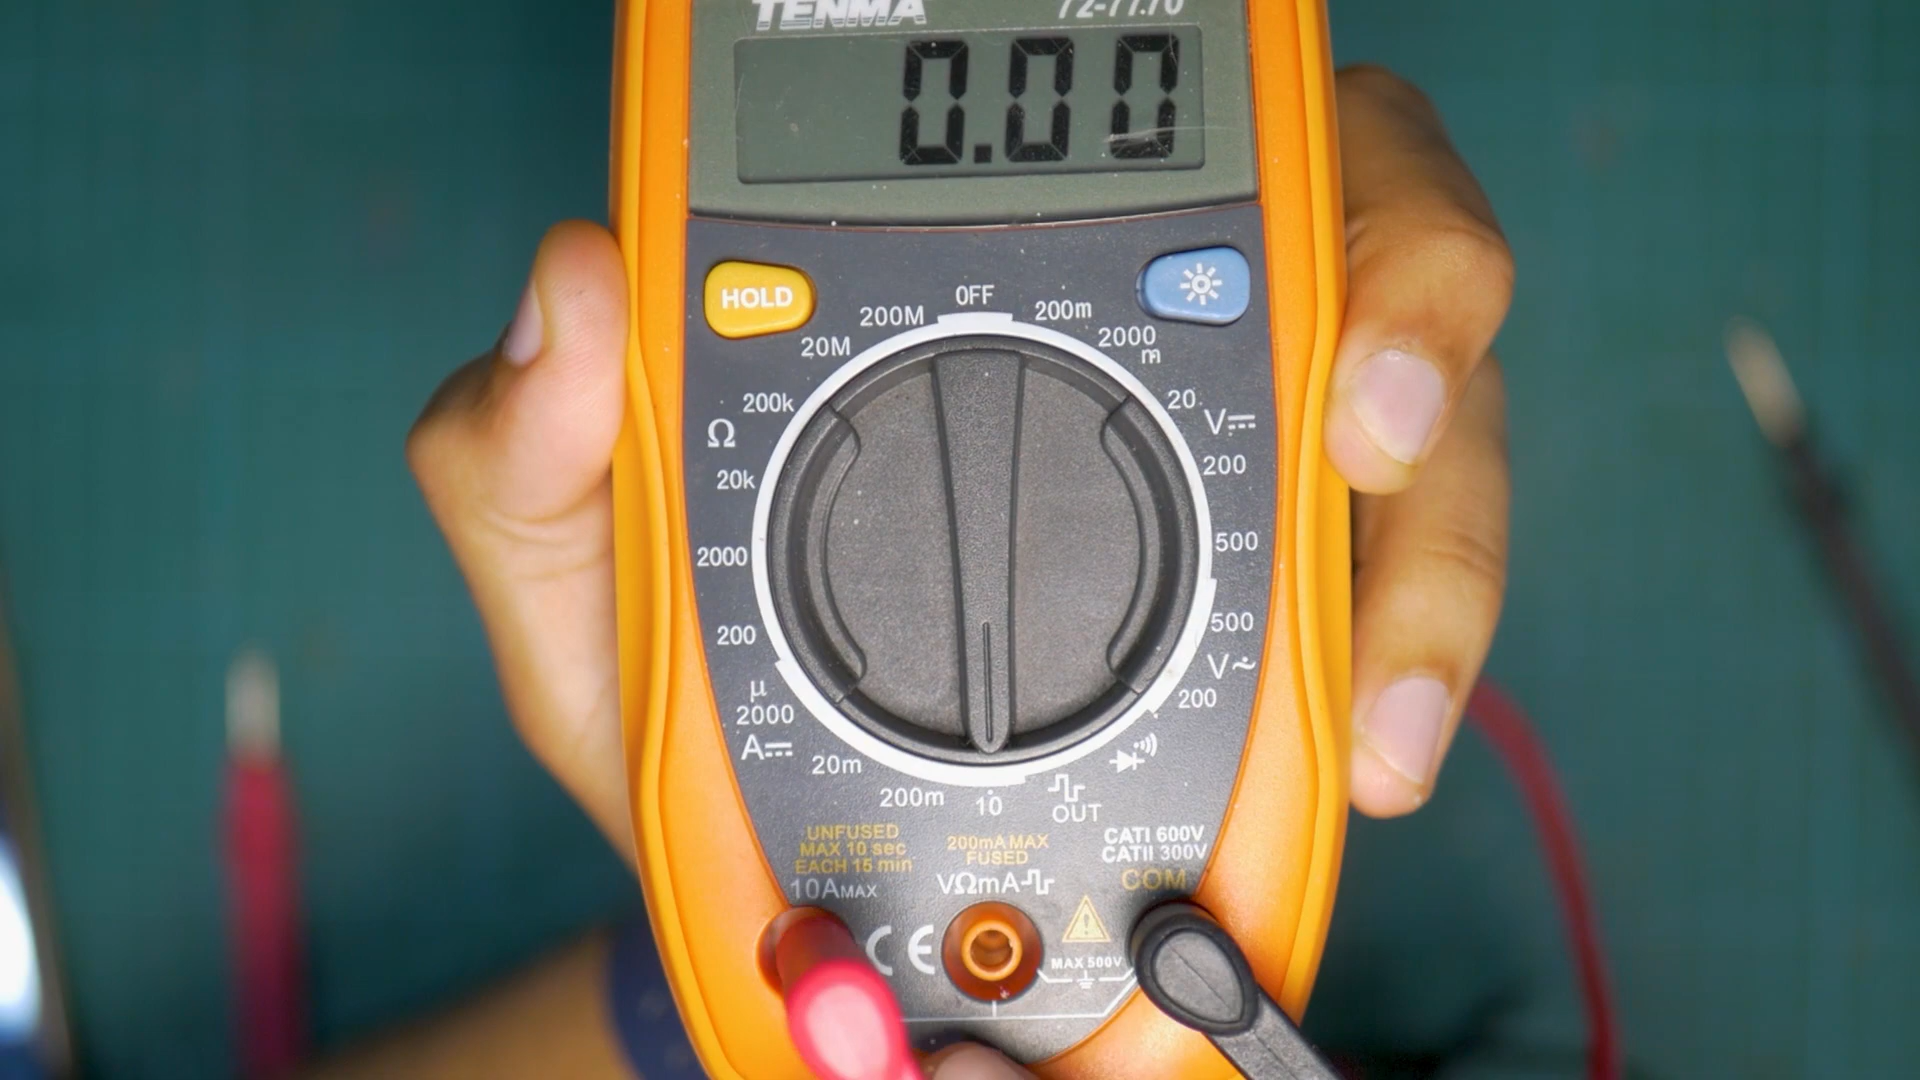 TENMA
72-7770
0.00
HOLD
OFF
200m
2000
m
20
V
200
500
500
V~
200
OUT
10
200m
20m
A
2000
µ
200
2000
20k
Ω
200k
20M
200M
UNFUSED
MAX 10 sec
EACH 15 min
10AMAX
200mA MAX
FUSED
VΩmA
CATI 600V
CATII 300V
COM
CE
MAX 500V